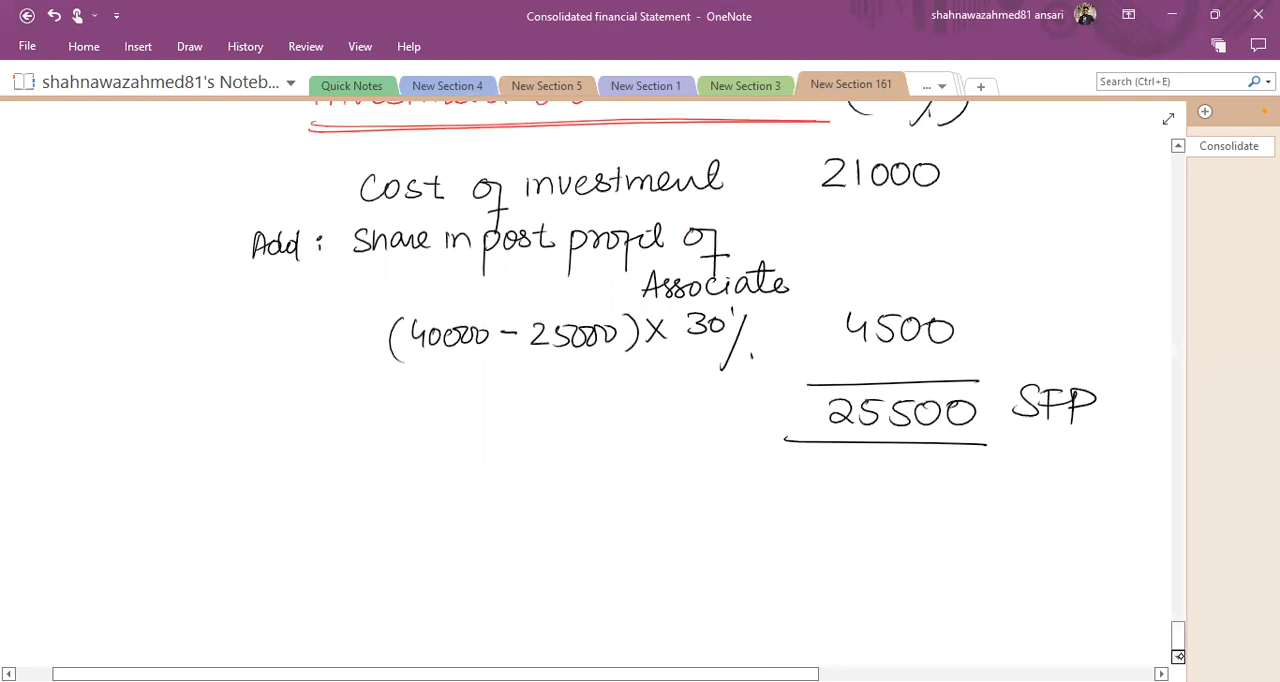 Consolidated financial Statement - OneNote
shahnawazahmed81 ansari
File Home Insert Draw History Review View Help
shahnawazahmed81's Noteb...
Quick Notes New Section 4 New Section 5 New Section 1 New Section 3 New Section 161 ...
Search (Ctrl+E)
Consolidate
Cost of investment 21000
Add: Share in post profit of
Associate
(40000 - 25000) X 30% 4500
25500 SFP